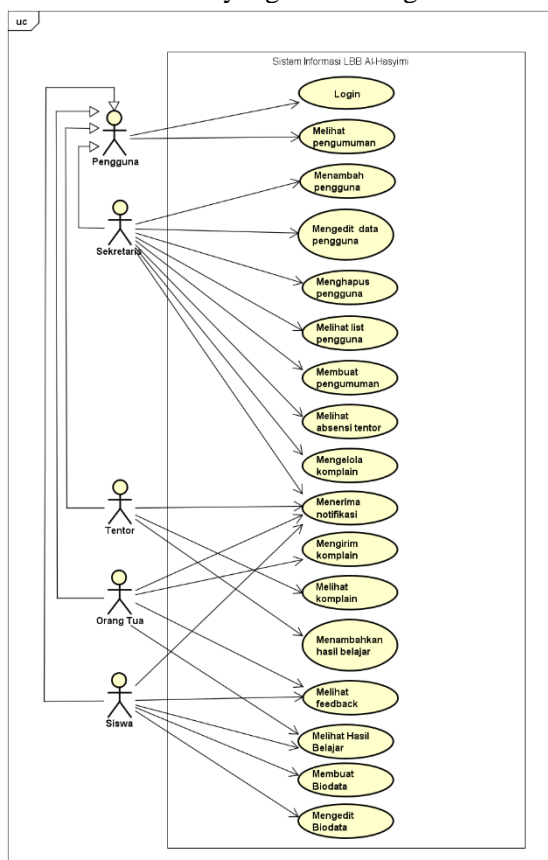 uc
Sistem Informasi LBB Al-Hasyimi
Login
Melihat
pengumuman
Pengguna
Menambah
pengguna
Mengedit data
pengguna
Sekretaris
Menghapus
pengguna
Melihat list
pengguna
Membuat
pengumuman
Melihat
absensi tentor
Mengelola
komplain
Menerima
notifikasi
Tentor
Mengirim
komplain
Melihat
komplain
Orang Tua
Menambahkan
hasil belajar
Melihat
feedback
Siswa
Melihat Hasil
Belajar
Membuat
Biodata
Mengedit
Biodata